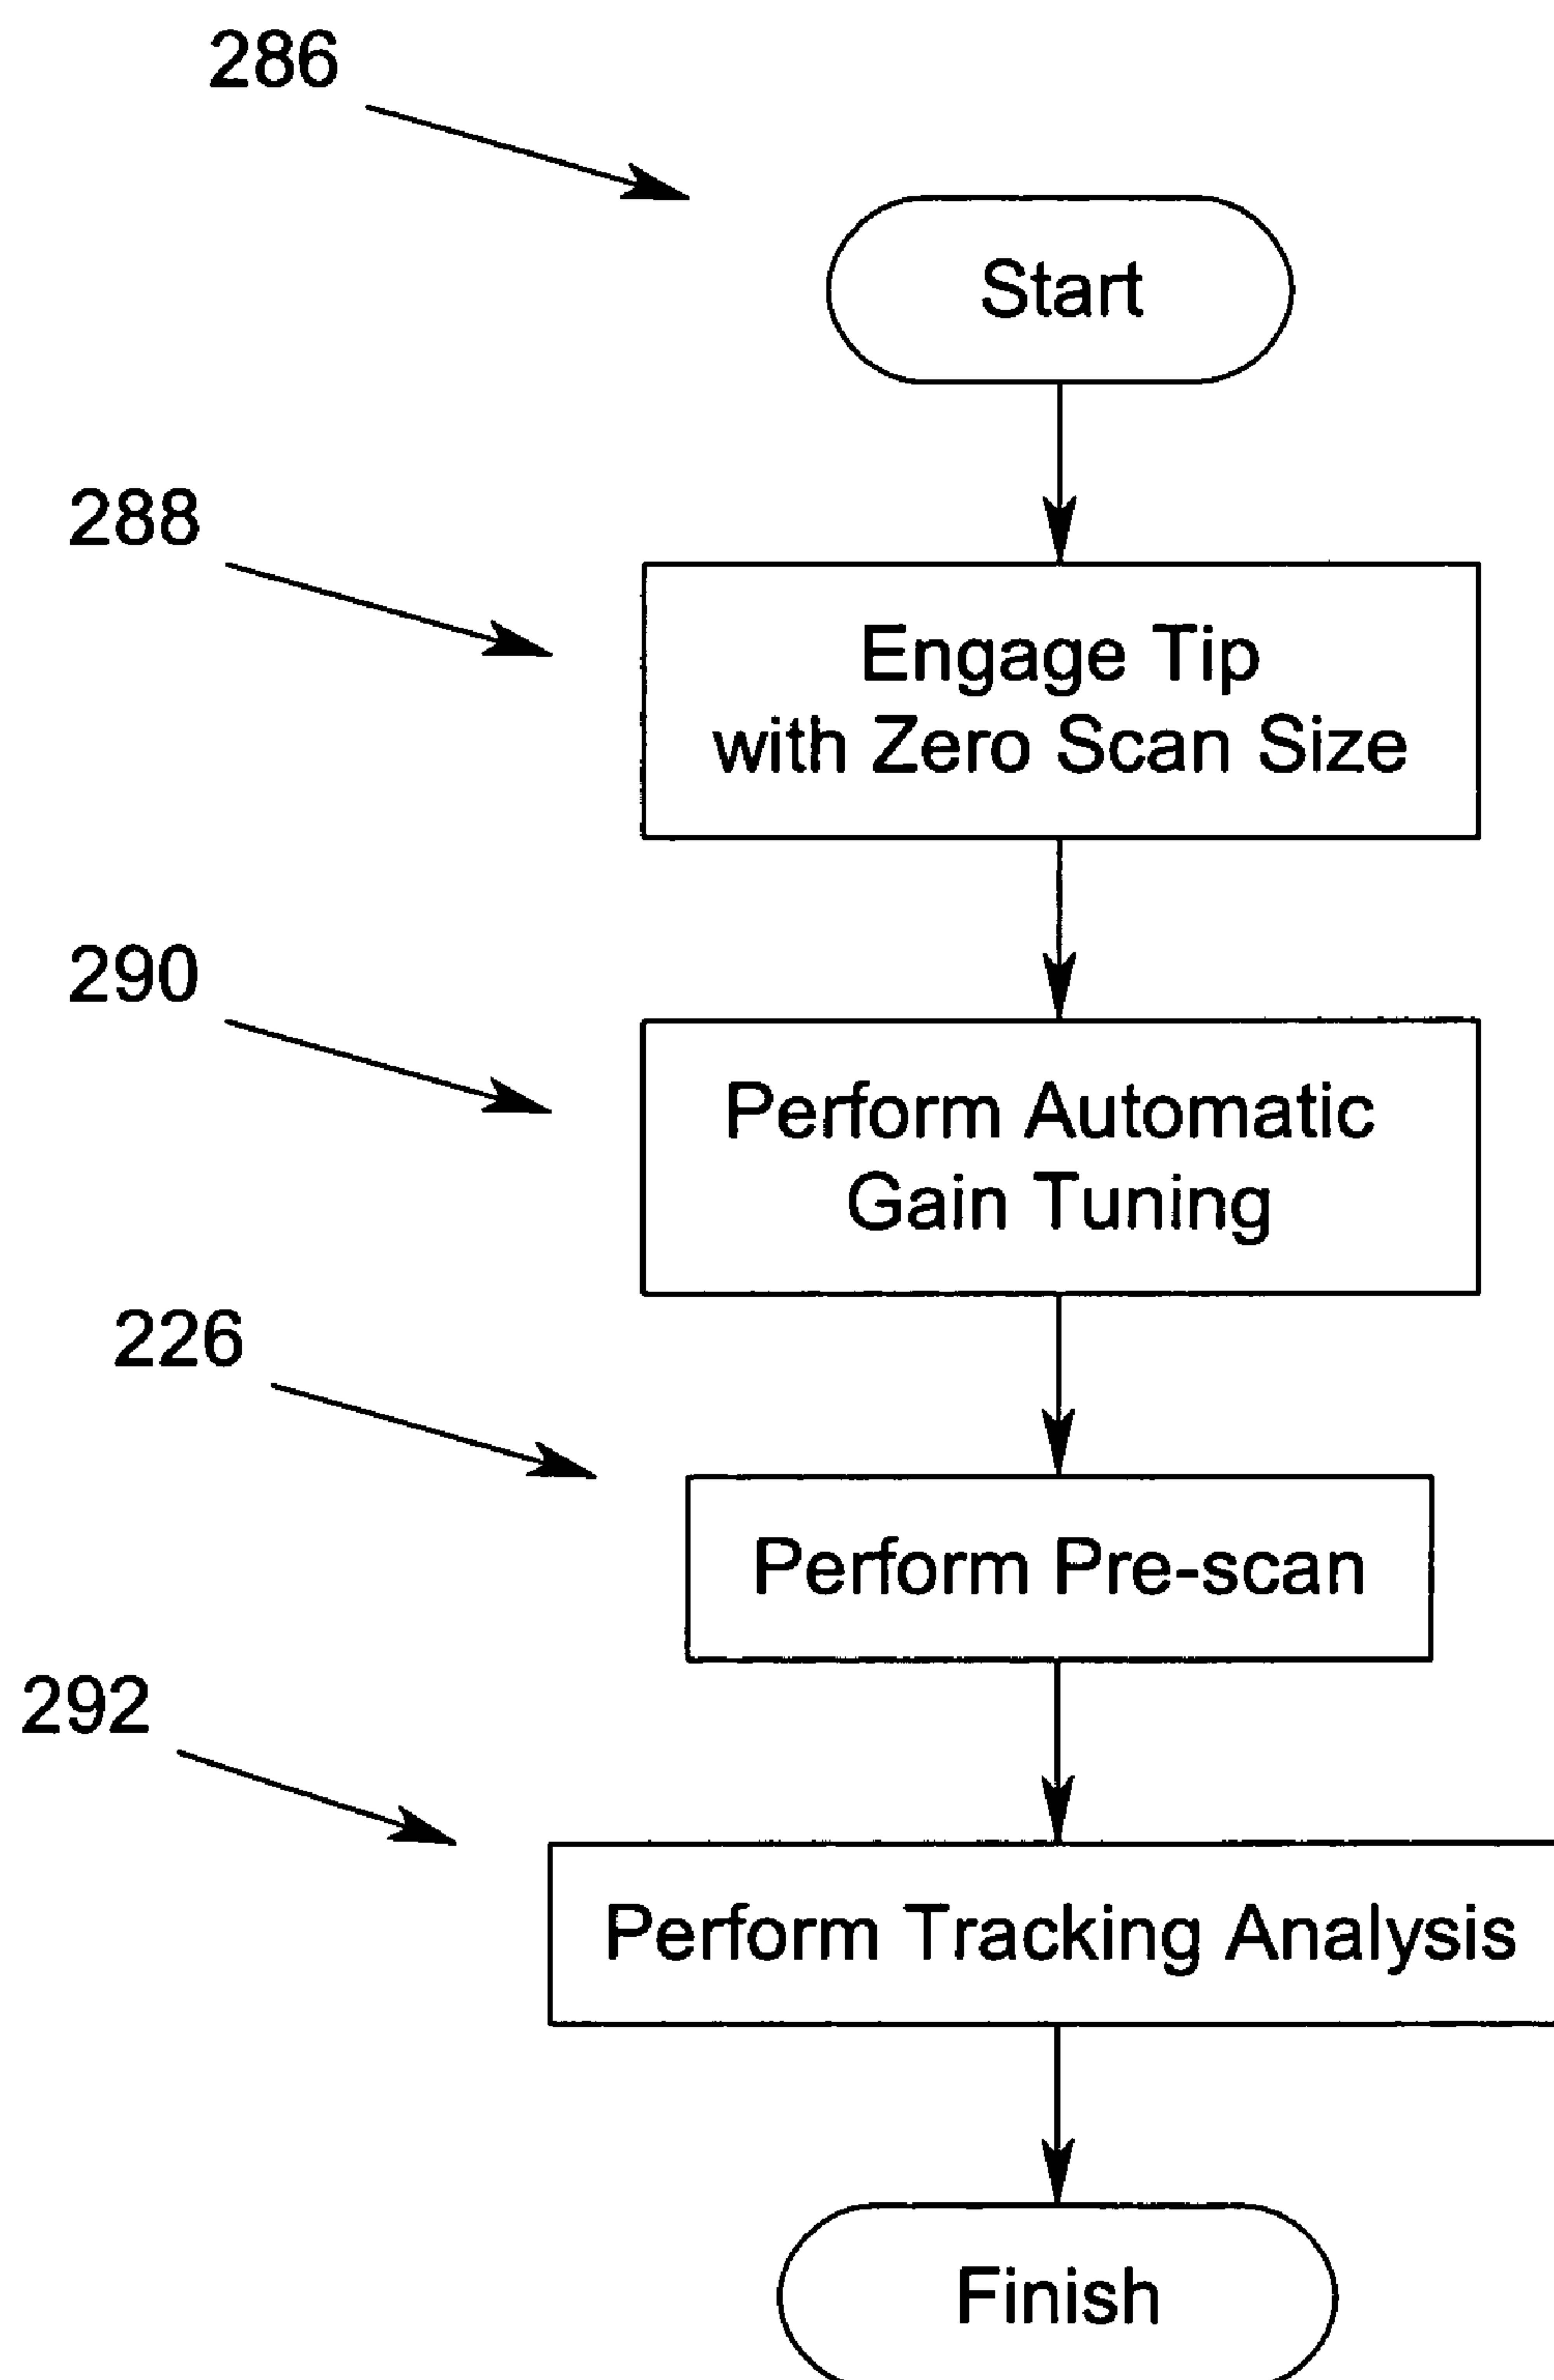 286
Start
288
Engage Tip
with Zero Scan Size
290
Perform Automatic
Gain Tuning
226
Perform Pre-scan
292
Perform Tracking Analysis
Finish